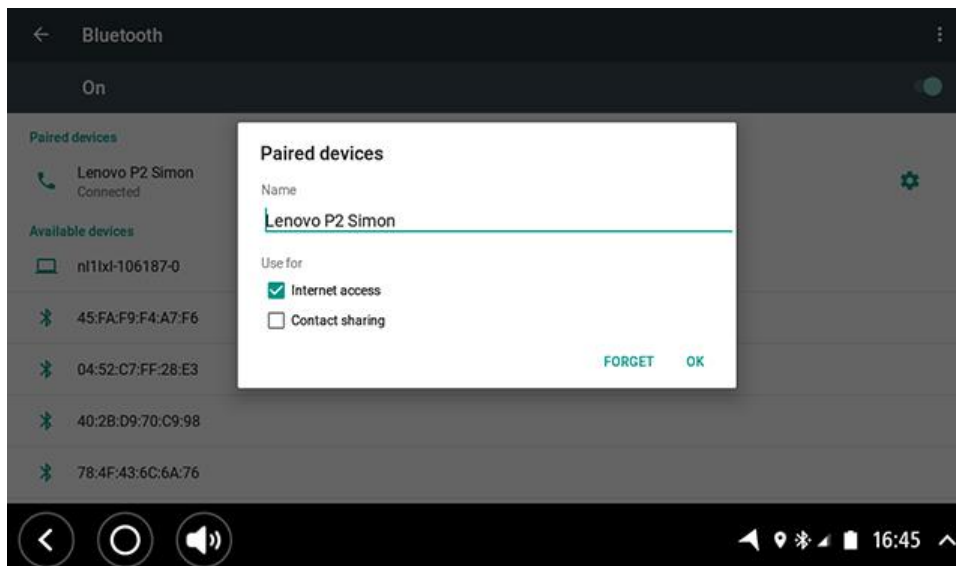 Bluetooth
On
Paired devices
Lenovo P2 Simon
Connected
Available devices
nl1lxl-106187-0
45:FA:F9:F4:A7:F6
04:52:C7:FF:28:E3
40:2B:D9:70:C9:98
78:4F:43:6C:6A:76
Paired devices
Name
Lenovo P2 Simon
Use for
Internet access
Contact sharing
FORGET OK
16:45